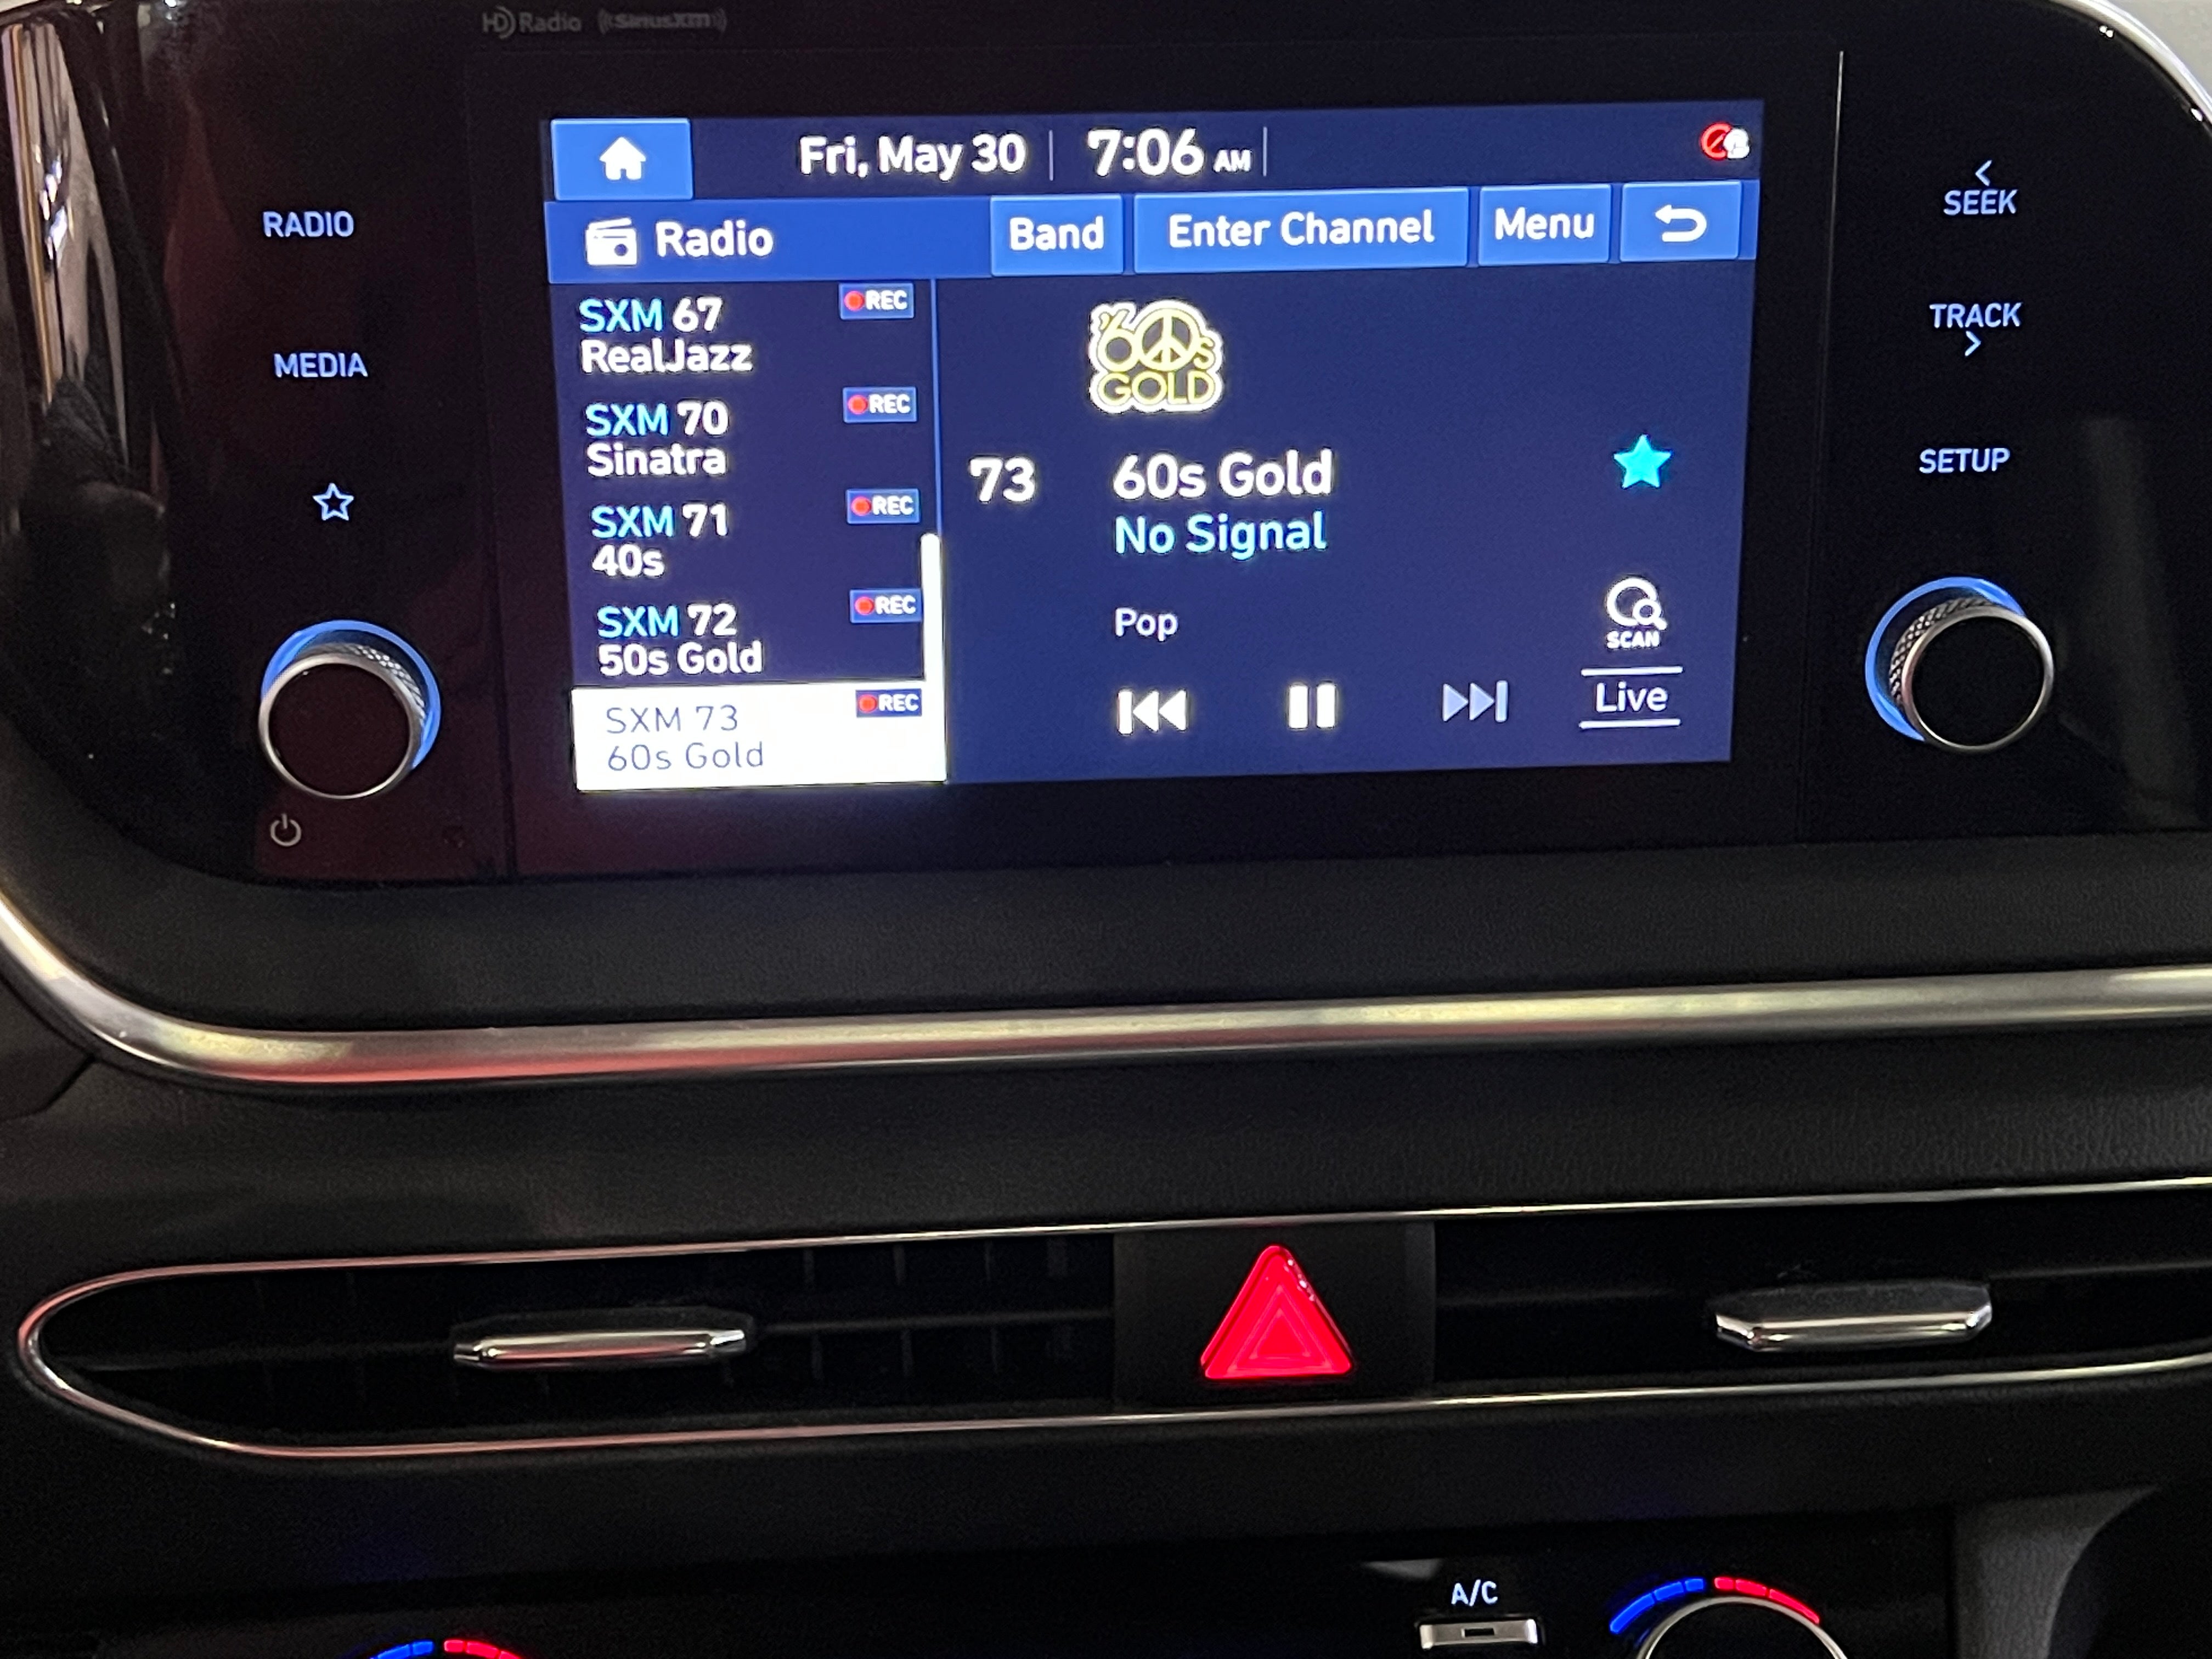 HD Radio ((SiriusXM))
Fri, May 30 7:06 AM
Radio Band Enter Channel Menu
RADIO
MEDIA
SXM 67 REC
RealJazz
SXM 70 REC
Sinatra
SXM 71 REC
40s
SXM 72 REC
50s Gold
SXM 73 REC
60s Gold
'60s
GOLD
73 60s Gold
No Signal
Pop
SCAN
Live
< SEEK
TRACK >
SETUP
A/C